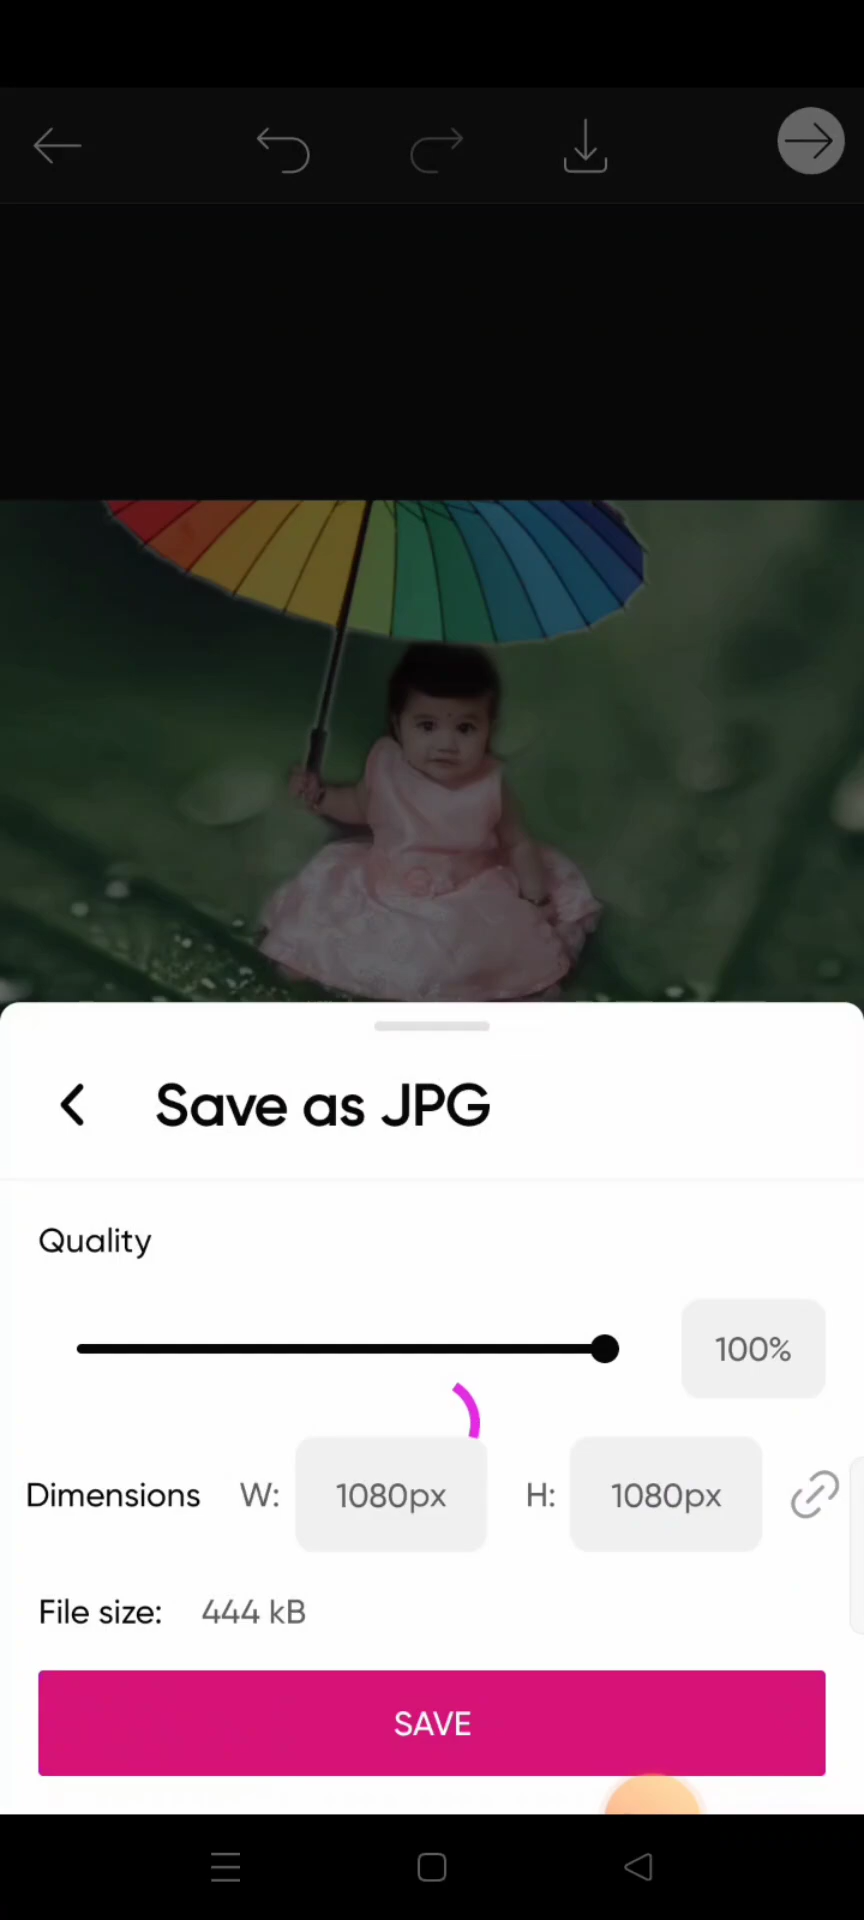 Save as JPG
Quality
100%
Dimensions W: 1080px H: 1080px
File size: 444 kB
SAVE